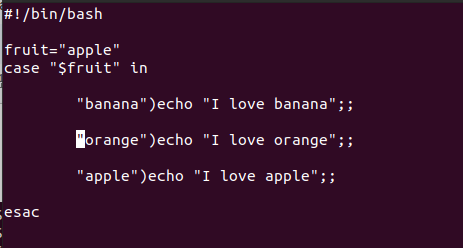 #!/bin/bash
fruit="apple"
case "$fruit" in
"banana")echo "I love banana";;
"orange")echo "I love orange";;
"apple")echo "I love apple";;
esac